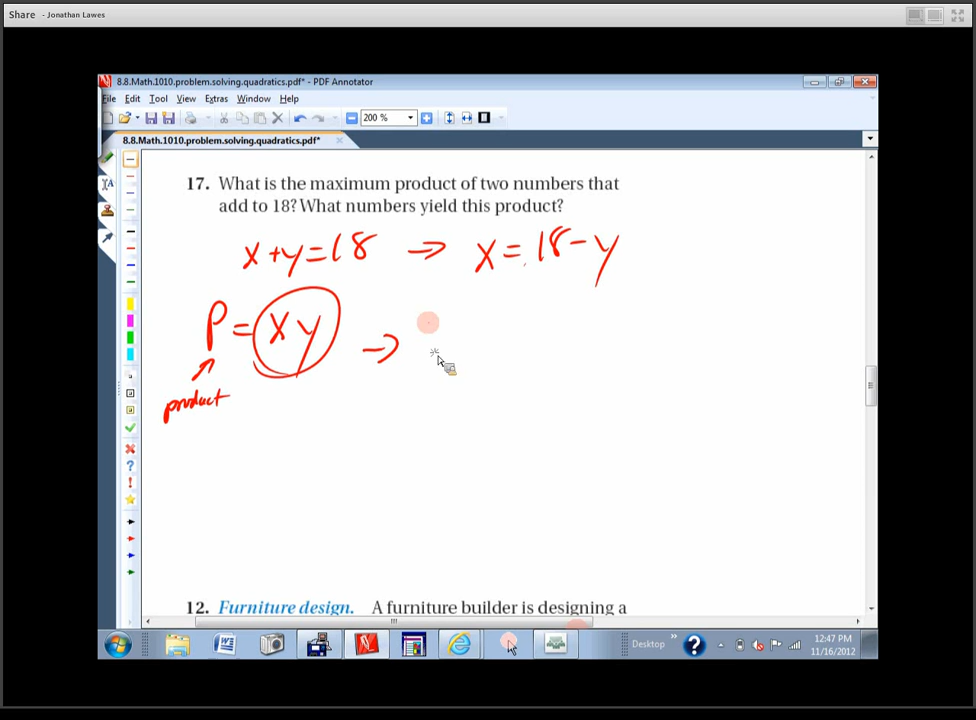 Share - Jonathan Lawes
8.8.Math.1010.problem.solving.quadratics.pdf* - PDF Annotator
File Edit Tool View Extras Window Help
200 %
8.8.Math.1010.problem.solving.quadratics.pdf*
17. What is the maximum product of two numbers that
add to 18? What numbers yield this product?
x+y=18 ⇒ x=18-y
P=xy →
product
12. Furniture design. A furniture builder is designing a
Desktop
12:47 PM
11/16/2012